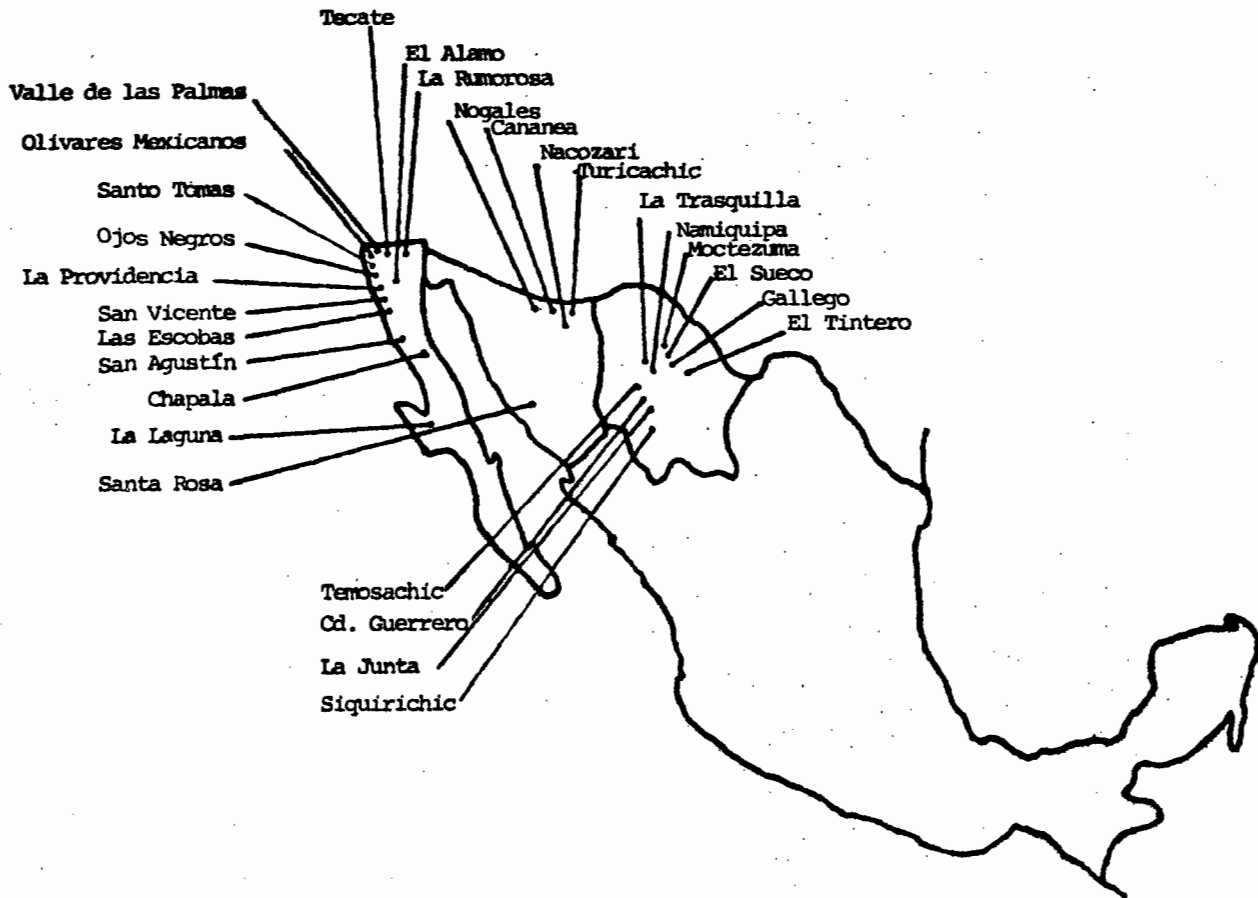 Tecate
El Alamo
La Rumorosa
Valle de las Palmas
Nogales
Cananea
Olivares Mexicanos
Nacozari
Turicachic
Santo Tomas
La Trasquilla
Namiquipa
Ojos Negros
Moctezuma
La Providencia
El Sueco
San Vicente
Gallego
Las Escobas
El Tintero
San Agustín
Chapala
La Laguna
Santa Rosa
Temosachic
Cd. Guerrero
La Junta
Siquirichic